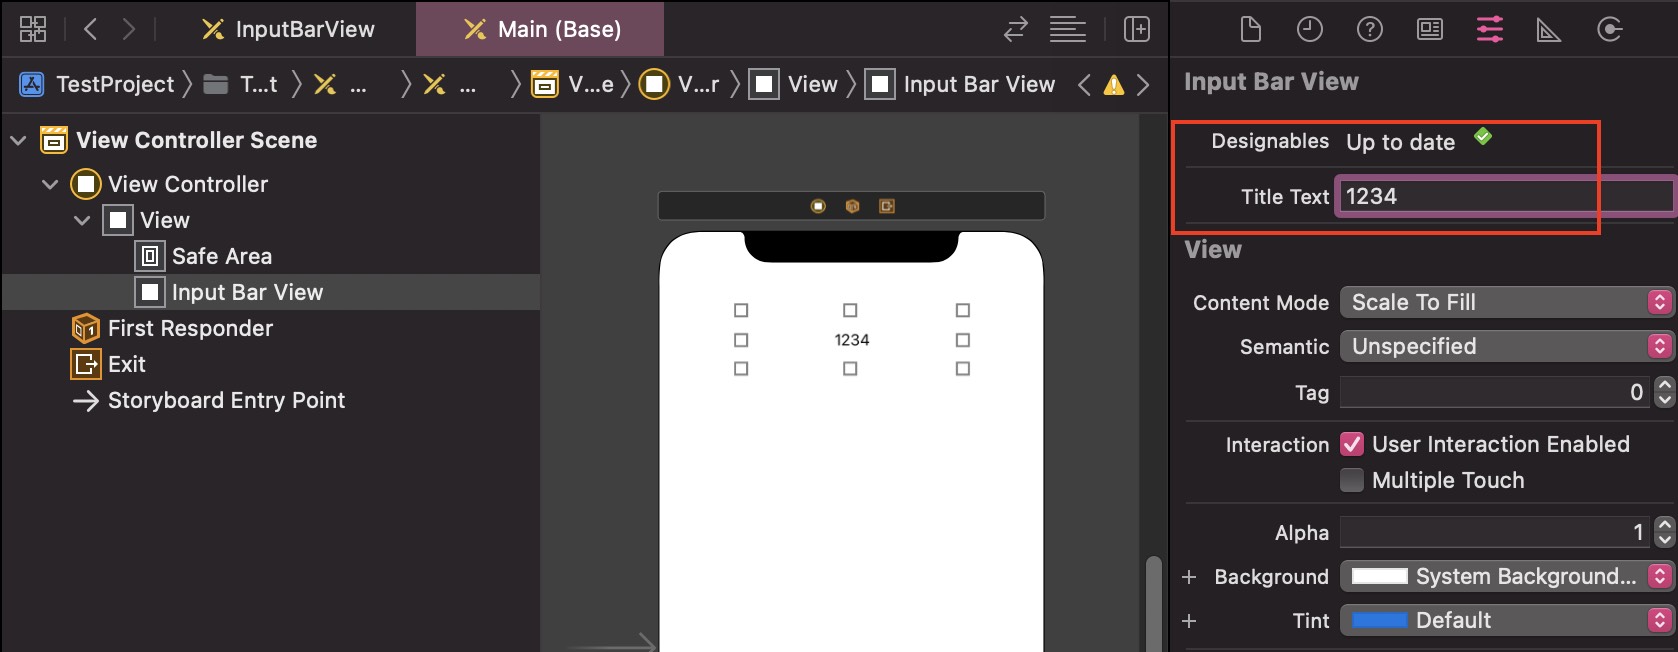 InputBarView
Main (Base)
TestProject
T...t
...
...
V...e
V...r
View
Input Bar View
View Controller Scene
View Controller
View
Safe Area
Input Bar View
First Responder
Exit
Storyboard Entry Point
1234
Input Bar View
Designables Up to date
Title Text 1234
View
Content Mode Scale To Fill
Semantic Unspecified
Tag 0
Interaction User Interaction Enabled
Multiple Touch
Alpha 1
+ Background System Background...
+ Tint Default